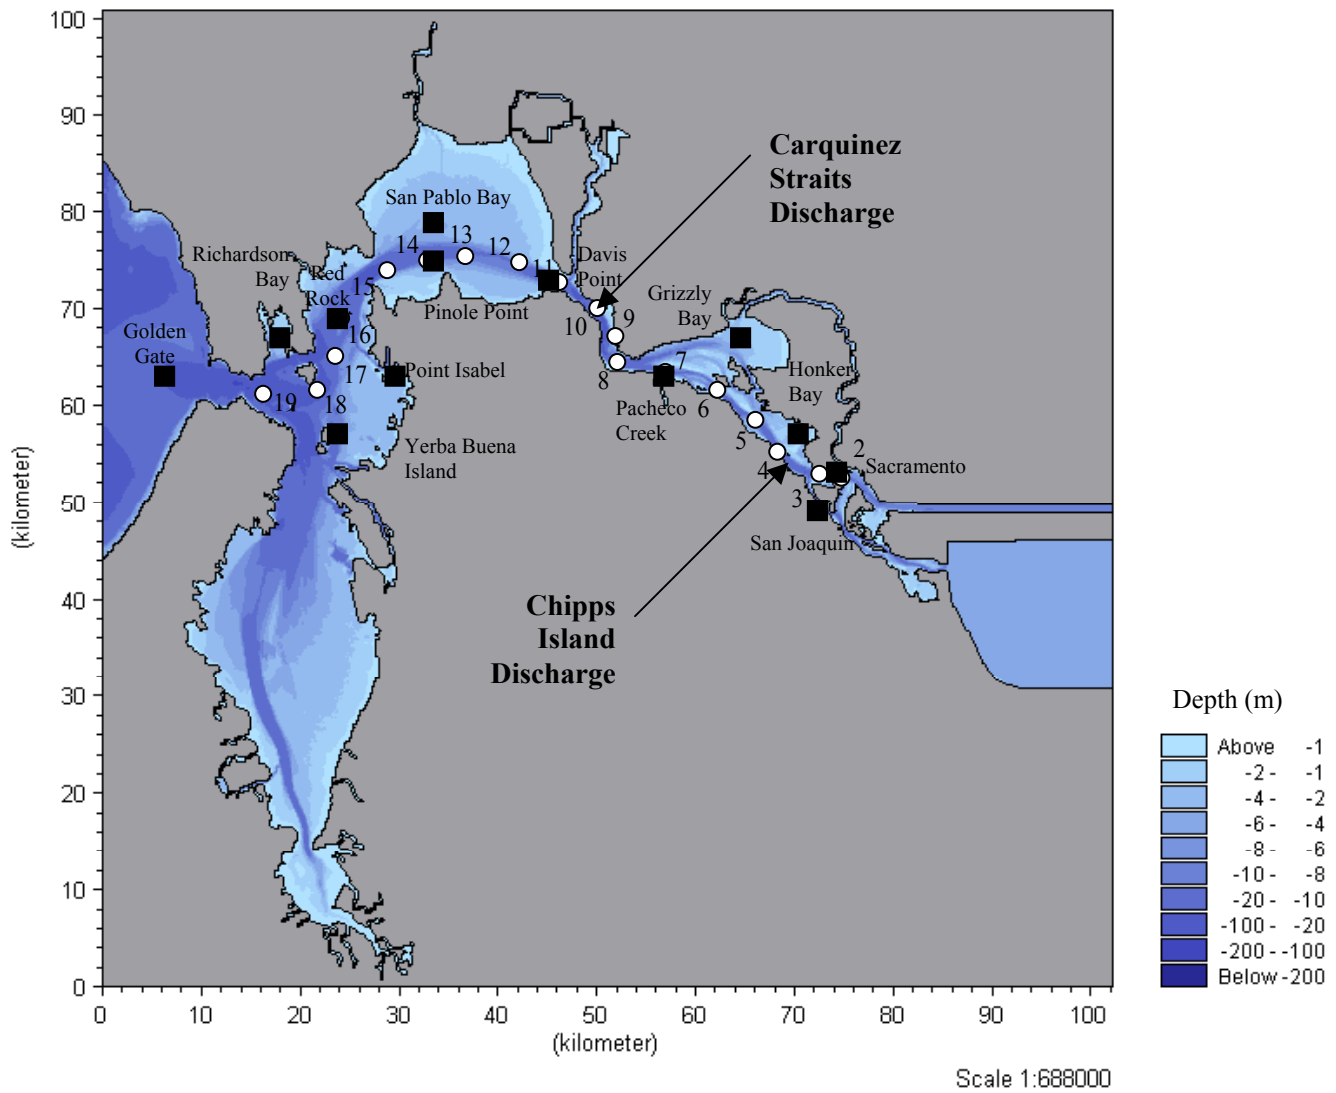 100
90
80
70
60
50
40
30
20
10
0
(kilometer)
0
10
20
30
40
50
60
70
80
90
100
(kilometer)
Scale 1:688000
Carquinez
Straits
Discharge
San Pablo Bay
14
13
12
11
Davis
Point
Richardson
Bay
Red
Rock
15
Pinole Point
Grizzly
Bay
10
9
Golden
Gate
16
17
Point Isabel
8
7
Honker
Bay
19
18
Pacheco
Creek
6
5
Yerba Buena
Island
4
2
Sacramento
3
San Joaquin
Chipps
Island
Discharge
Depth (m)
Above -1
-2 - -1
-4 - -2
-6 - -4
-8 - -6
-10 - -8
-20 - -10
-100 - -20
-200 - -100
Below -200